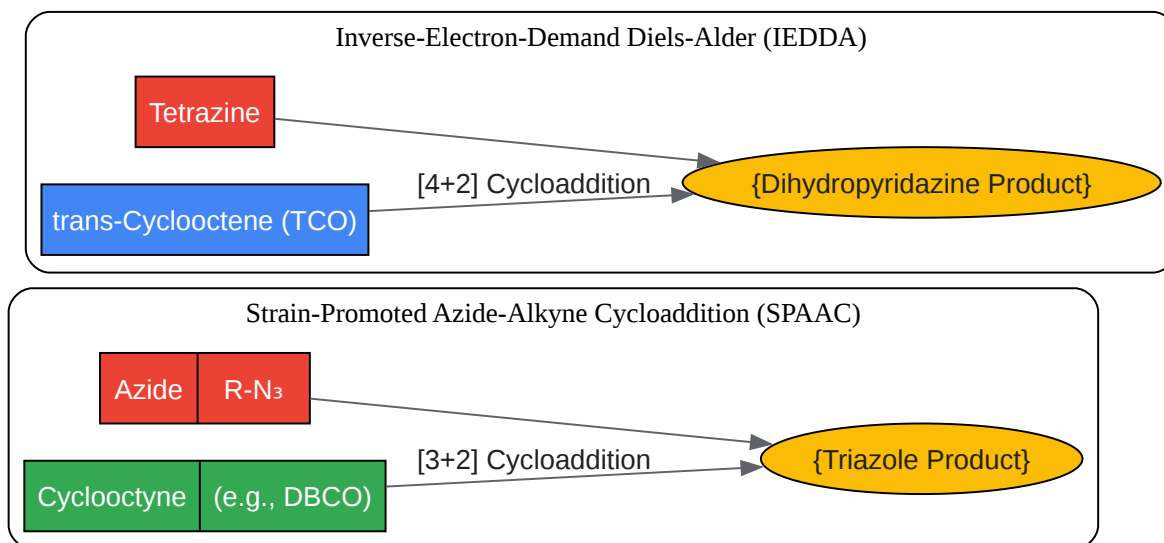 Inverse-Electron-Demand Diels-Alder (IEDDA)
Tetrazine
trans-Cyclooctene (TCO)
[4+2] Cycloaddition
{Dihydropyridazine Product}
Strain-Promoted Azide-Alkyne Cycloaddition (SPAAC)
Azide
R-N₃
Cyclooctyne
(e.g., DBCO)
[3+2] Cycloaddition
{Triazole Product}